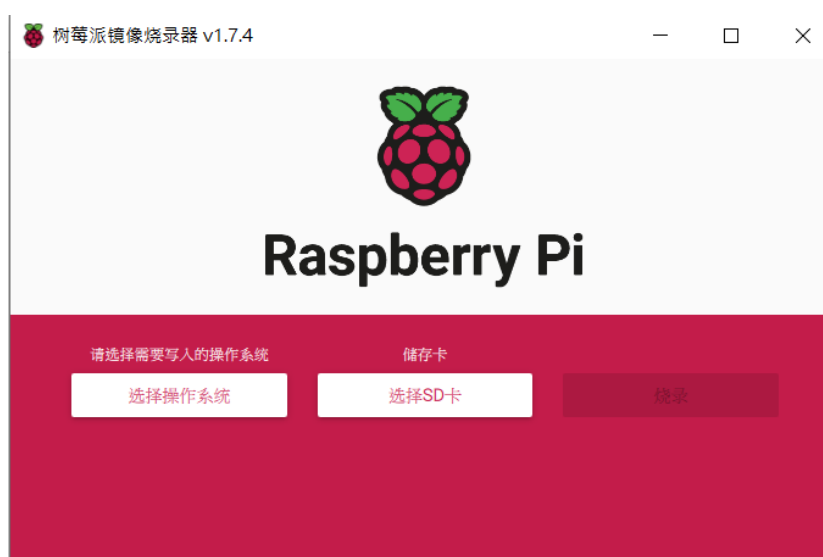 树莓派镜像烧录器 v1.7.4
Raspberry Pi
请选择需要写入的操作系统
储存卡
选择操作系统
选择SD卡
烧录